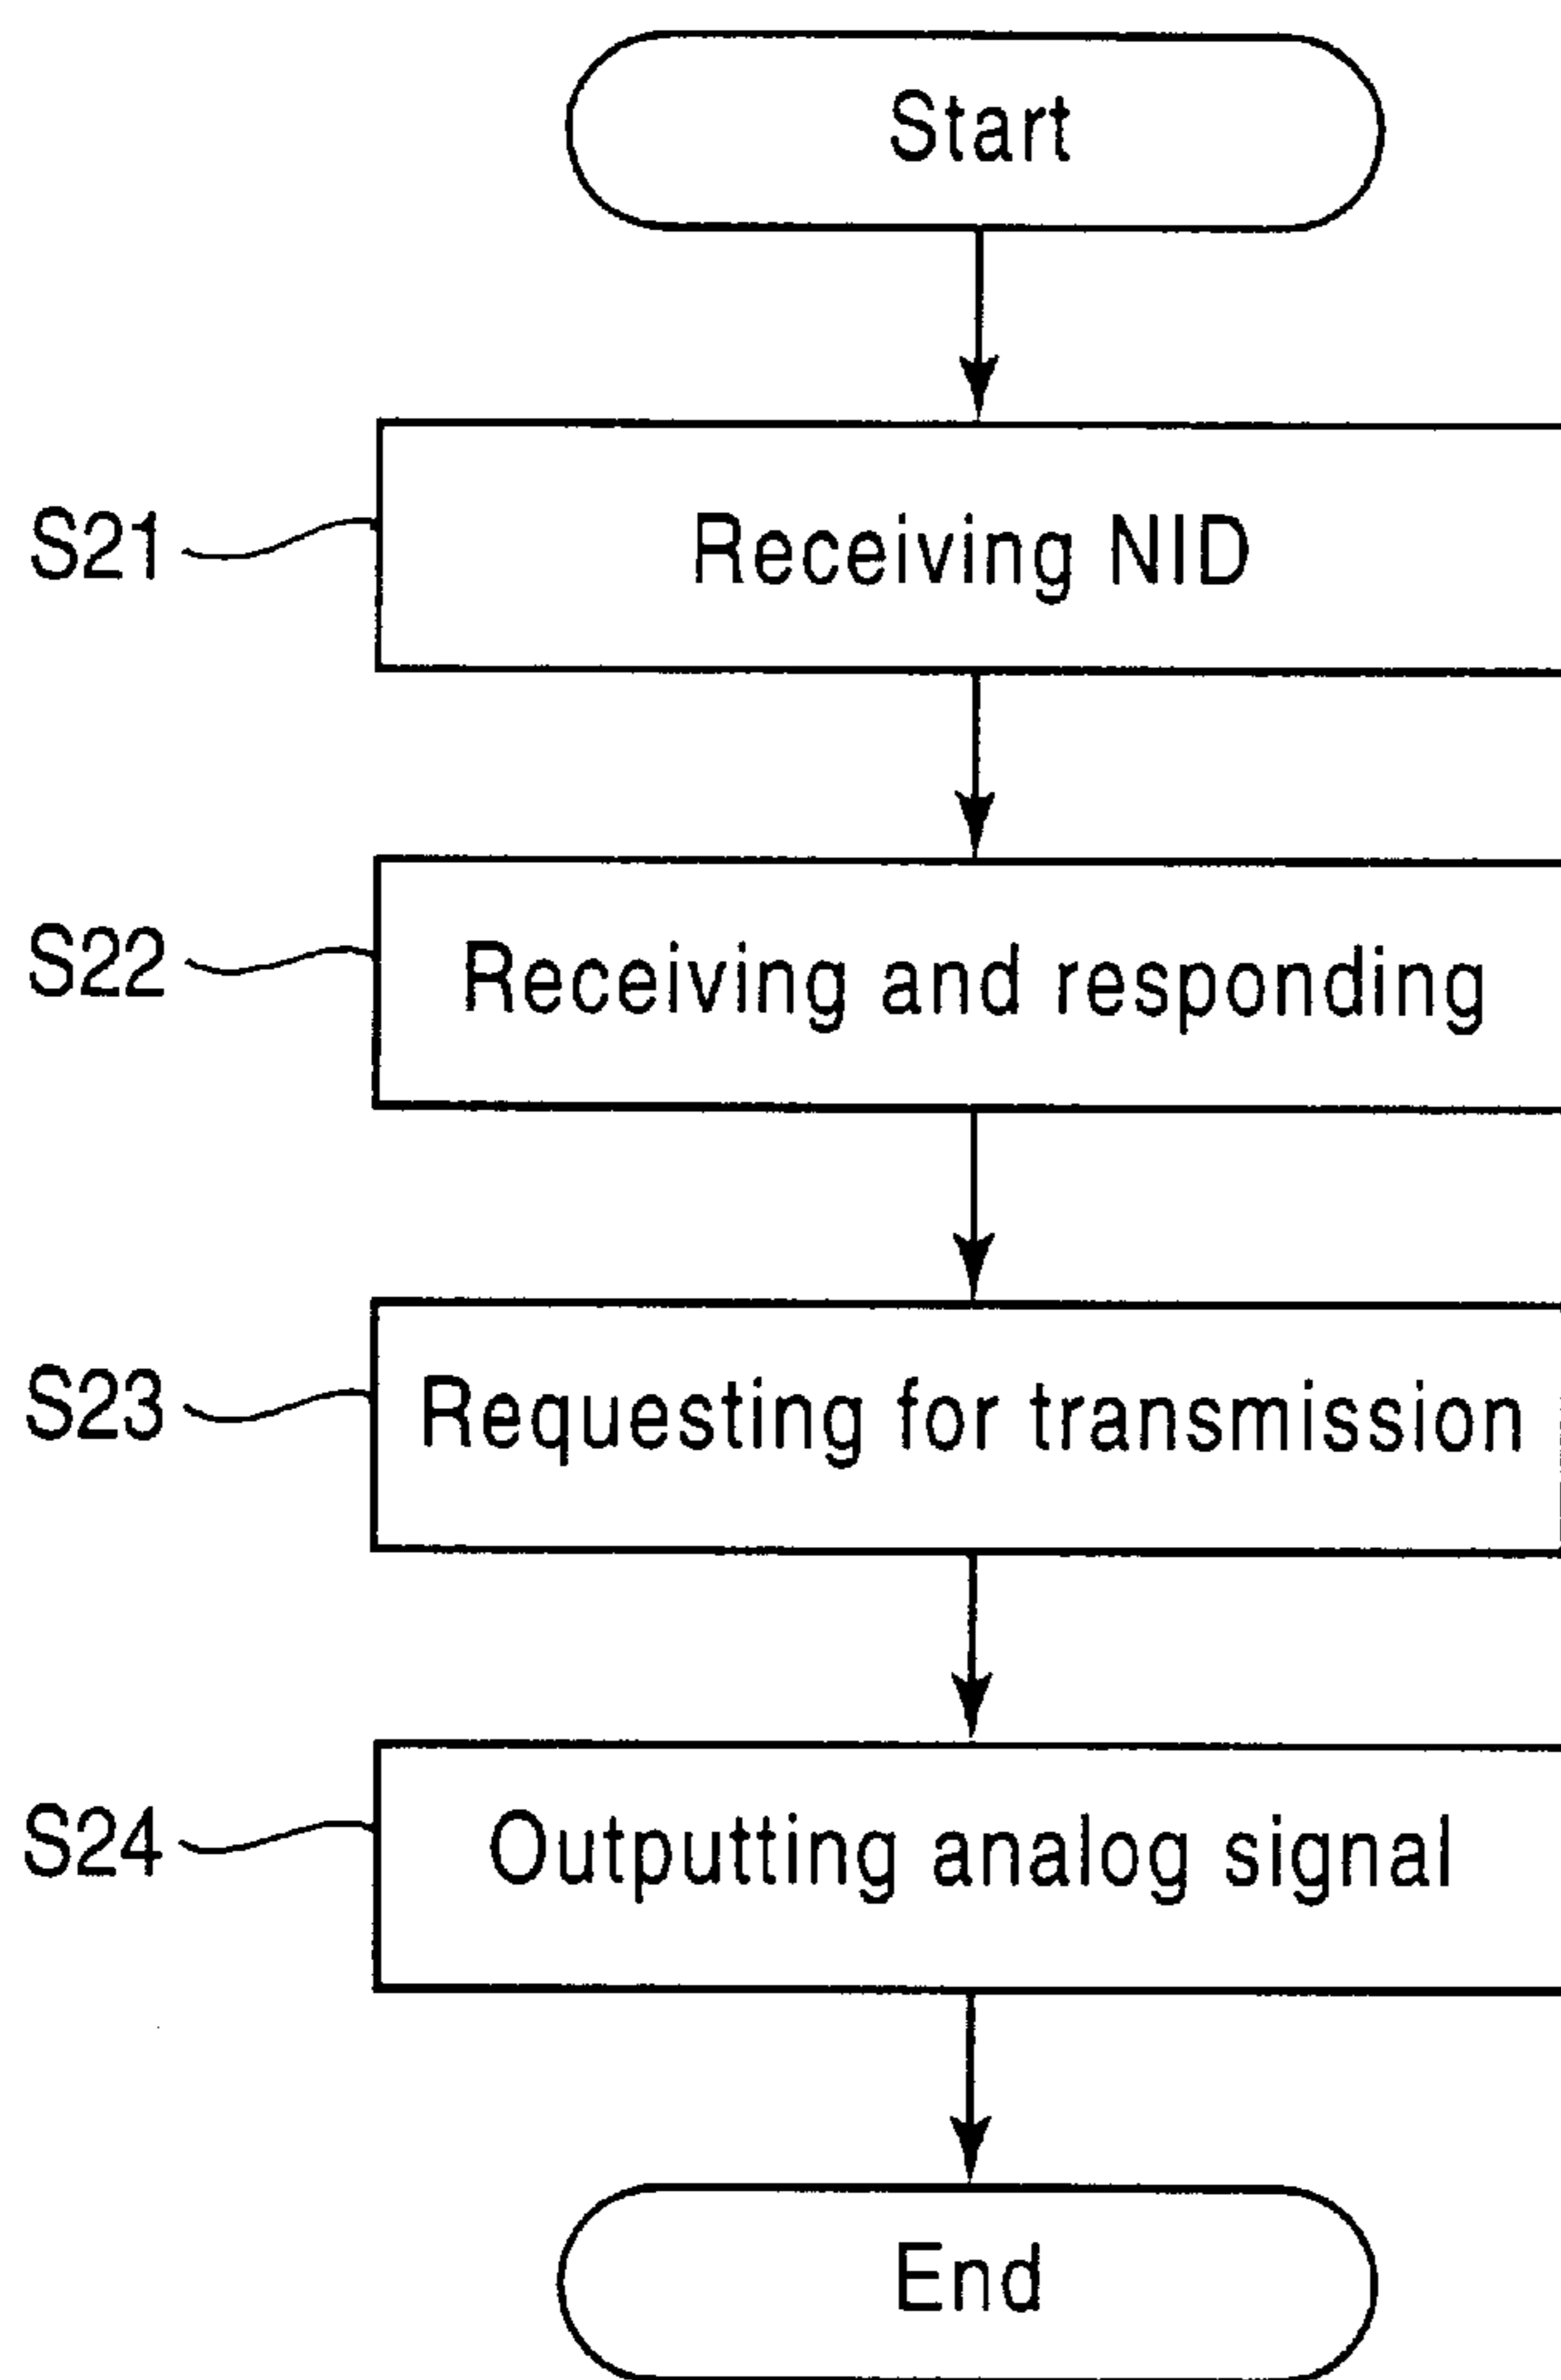 Start
S21 Receiving NID
S22 Receiving and responding
S23 Requesting for transmission
S24 Outputting analog signal
End